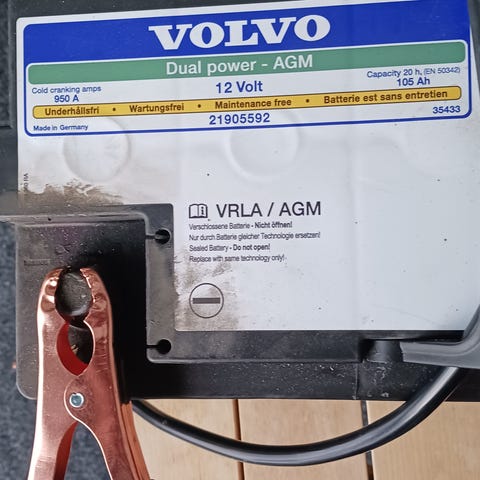 VOLVO
Dual power - AGM
Cold cranking amps
950 A
12 Volt
Capacity 20 h, (EN 50342)
105 Ah
Underhållsfri • Wartungsfrei • Maintenance free • Batterie est sans entretien
Made in Germany
21905592
35433
VRLA / AGM
Verschlossene Batterie - Nicht öffnen!
Nur durch Batterie gleicher Technologie ersetzen!
Sealed Battery - Do not open!
Replace with same technology only!